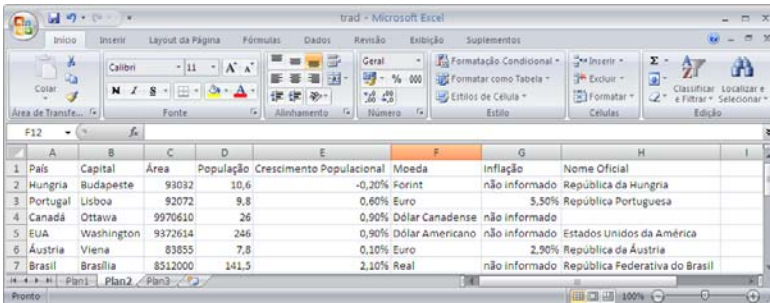 trad - Microsoft Excel
Início Inserir Layout da Página Fórmulas Dados Revisão Exibição Suplementos
Colar
Calibri 11 A A
N I S A
Geral
% 000
Formatação Condicional
Formatar como Tabela
Estilos de Célula
Inserir
Excluir
Formatar
Σ
Classificar e Filtrar
Localizar e Selecionar
Área de Transfe... Fonte Alinhamento Número Estilo Células Edição
F12 fx
A B C D E F G H I
1 País Capital Área População Crescimento Populacional Moeda Inflação Nome Oficial
2 Hungria Budapeste 93032 10,6 -0,20% Forint não informado República da Hungria
3 Portugal Lisboa 92072 9,8 0,60% Euro 5,50% República Portuguesa
4 Canadá Ottawa 9970610 26 0,90% Dólar Canadense não informado
5 EUA Washington 9372614 246 0,90% Dólar Americano não informado Estados Unidos da América
6 Áustria Viena 83855 7,8 0,10% Euro 2,90% República da Áustria
7 Brasil Brasília 8512000 141,5 2,10% Real não informado República Federativa do Brasil
Plan1 Plan2 Plan3
Pronto 100%